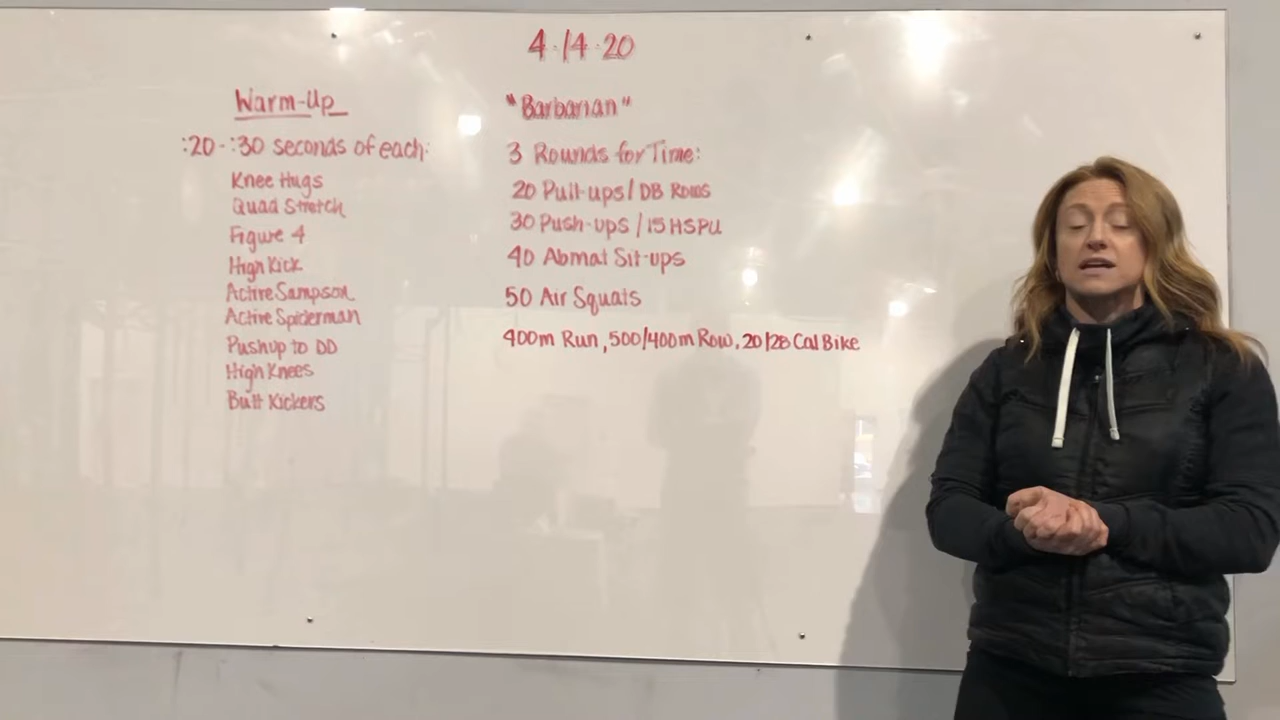 4.14.20
Warm-Up
:20-:30 seconds of each:
Knee Hugs
Quad Stretch
Figure 4
High Kick
Active Sampson
Active Spiderman
Pushup to DD
High Knees
Butt Kickers
"Barbarian"
3 Rounds for Time:
20 Pull-ups/DB Rows
30 Push-ups/15 HSPU
40 Abmat Sit-ups
50 Air Squats
400m Run, 500/400m Row, 20/28 Cal Bike